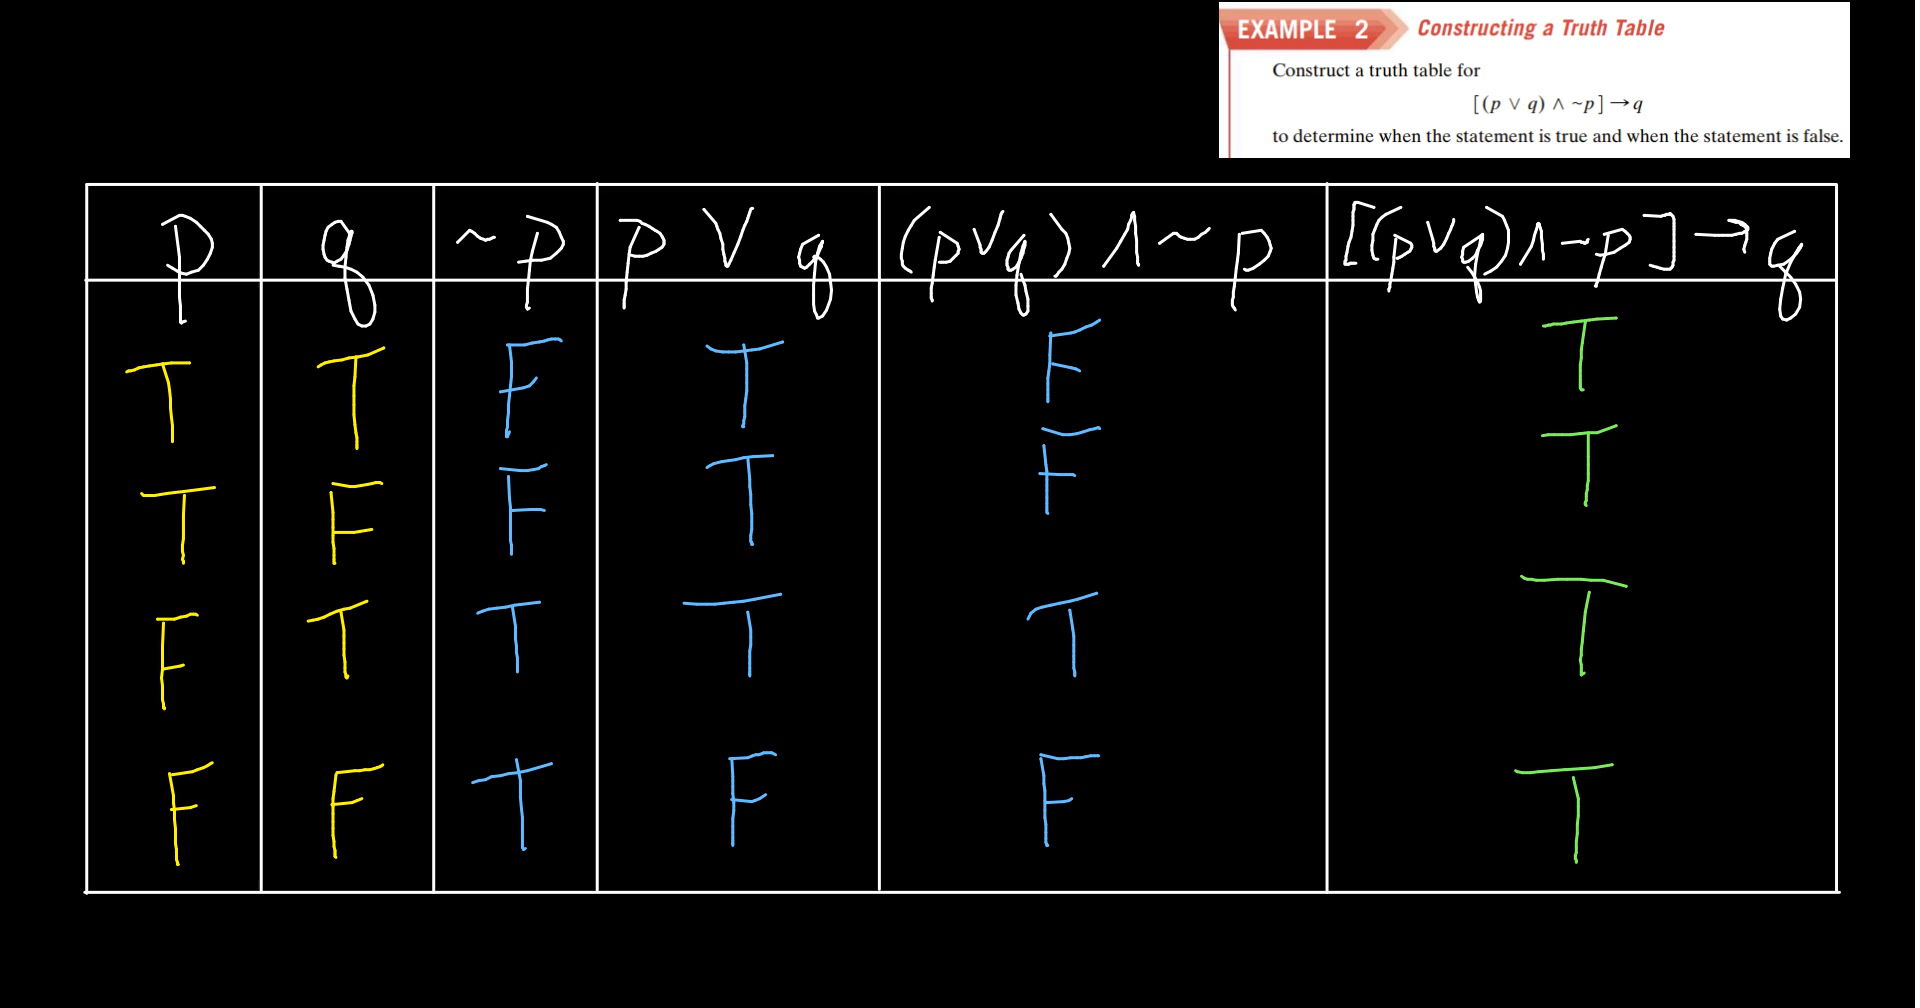 EXAMPLE 2 Constructing a Truth Table
Construct a truth table for
[(p ∨ q) ∧ ~p] → q
to determine when the statement is true and when the statement is false.
p q ~p p ∨ q (p∨q) ∧ ~p [(p∨q)∧~p] → q
T T F T F T
T F F T F T
F T T T T T
F F T F F T